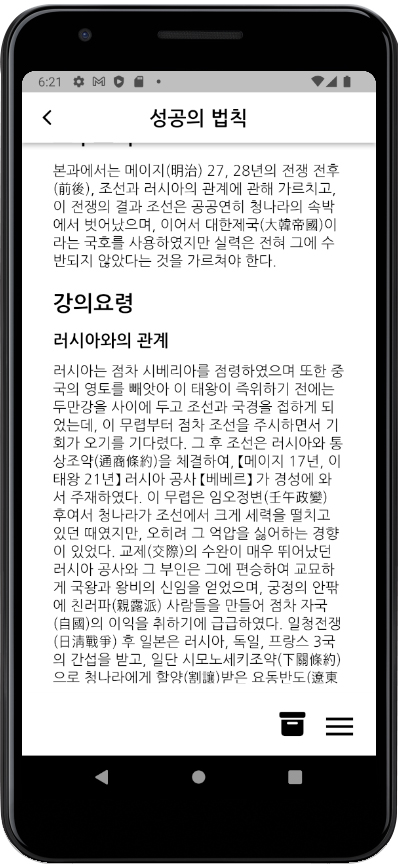 6:21
성공의 법칙
본과에서는 메이지(明治) 27, 28년의 전쟁 전후
(前後), 조선과 러시아의 관계에 관해 가르치고,
이 전쟁의 결과 조선은 공공연히 청나라의 속박
에서 벗어났으며, 이어서 대한제국(大韓帝國)이
라는 국호를 사용하였지만 실력은 전혀 그에 수
반되지 않았다는 것을 가르쳐야 한다.
강의요령
러시아와의 관계
러시아는 점차 시베리아를 점령하였으며 또한 중
국의 영토를 빼앗아 이 태왕이 즉위하기 전에는
두만강을 사이에 두고 조선과 국경을 접하게 되
었는데, 이 무렵부터 점차 조선을 주시하면서 기
회가 오기를 기다렸다. 그 후 조선은 러시아와 통
상조약(通商條約)을 체결하여,【메이지 17년, 이
태왕 21년】러시아 공사【베베르】가 경성에 와
서 주재하였다. 이 무렵은 임오정변(壬午政變)
후여서 청나라가 조선에서 크게 세력을 떨치고
있던 때였지만, 오히려 그 억압을 싫어하는 경향
이 있었다. 교제(交際)의 수완이 매우 뛰어났던
러시아 공사와 그 부인은 그에 편승하여 교묘하
게 국왕과 왕비의 신임을 얻었으며, 궁정의 안팎
에 친러파(親露派) 사람들을 만들어 점차 자국
(自國)의 이익을 취하기에 급급하였다. 일청전쟁
(日淸戰爭) 후 일본은 러시아, 독일, 프랑스 3국
의 간섭을 받고, 일단 시모노세키조약(下關條約)
으로 청나라에게 할양(割讓)받은 요동반도(遼東